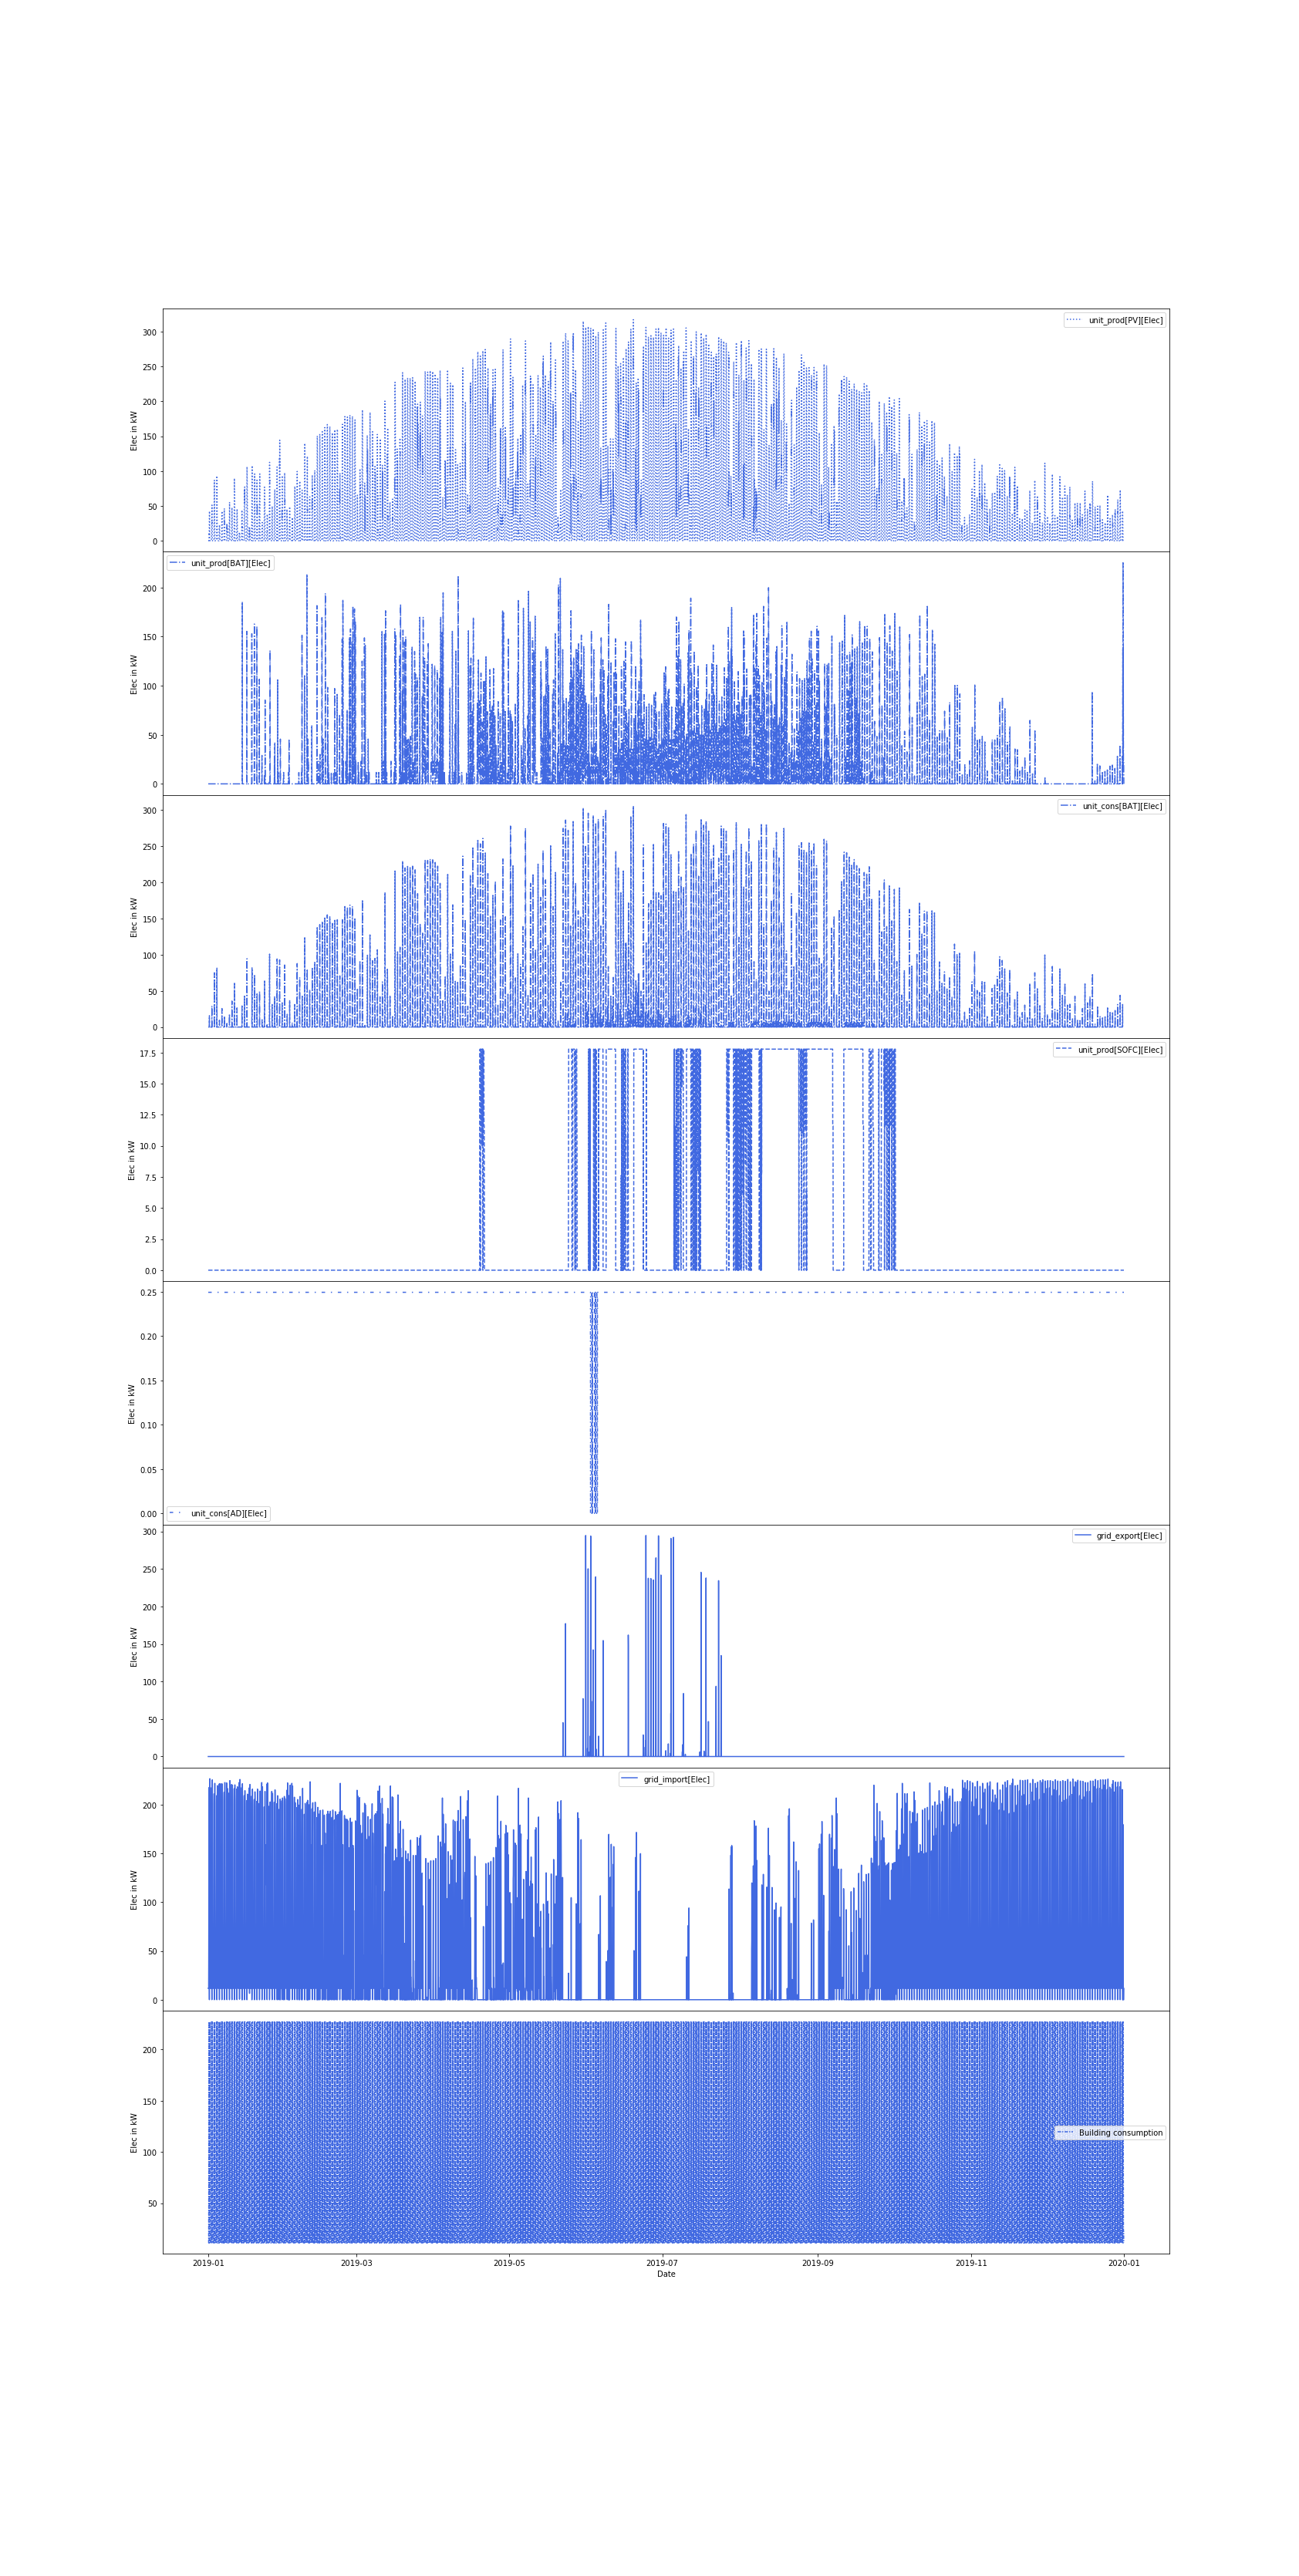 unit_prod[PV][Elec]
Elec in kW
300
250
200
150
100
50
0
unit_prod[BAT][Elec]
Elec in kW
200
150
100
50
0
unit_cons[BAT][Elec]
Elec in kW
300
250
200
150
100
50
0
unit_prod[SOFC][Elec]
Elec in kW
17.5
15.0
12.5
10.0
7.5
5.0
2.5
0.0
Elec in kW
0.25
0.20
0.15
0.10
0.05
0.00
unit_cons[AD][Elec]
grid_export[Elec]
Elec in kW
300
250
200
150
100
50
0
grid_import[Elec]
Elec in kW
200
150
100
50
0
Elec in kW
200
150
100
50
Building consumption
2019-01 2019-03 2019-05 2019-07 2019-09 2019-11 2020-01
Date